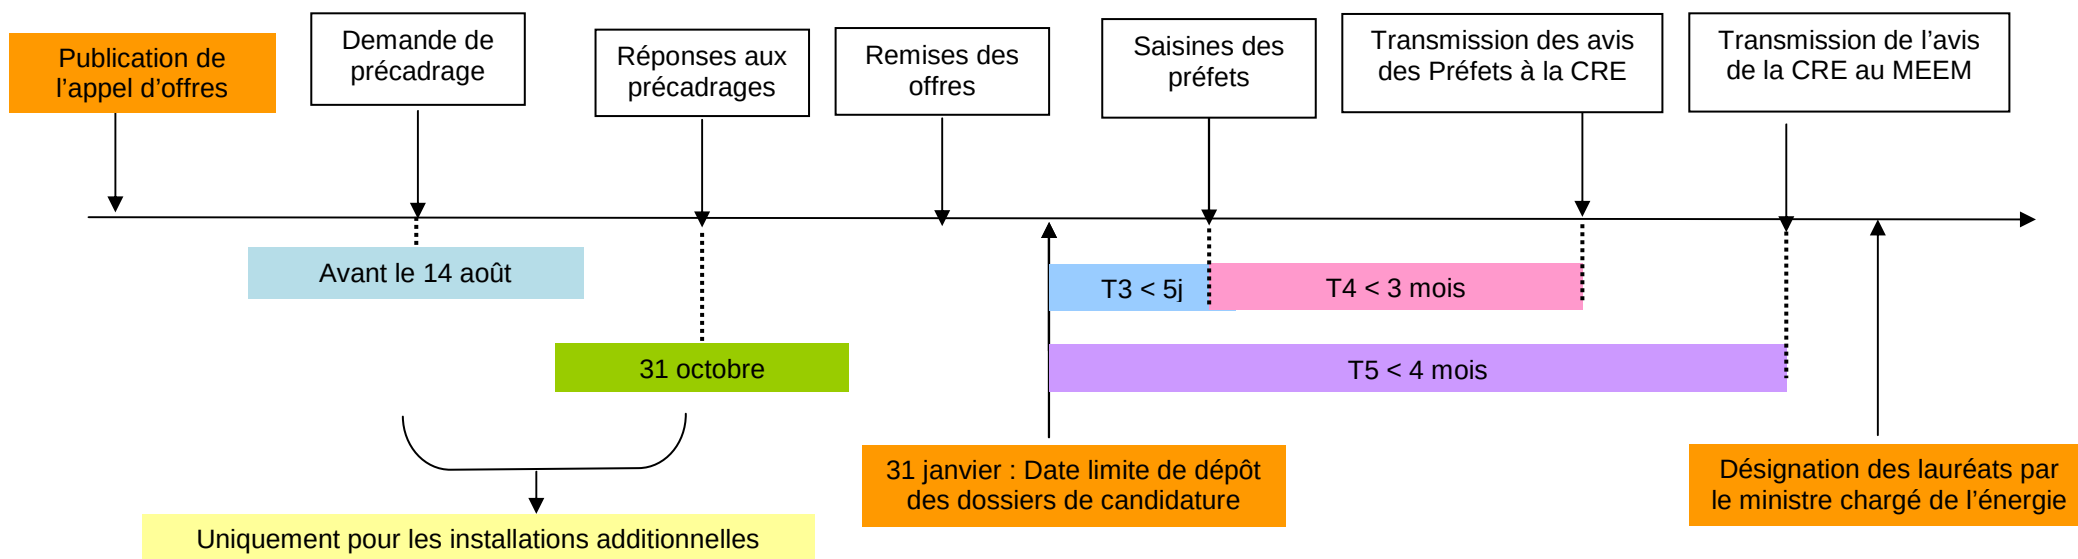 Publication de
l'appel d'offres
Demande de
précadrage
Réponses aux
précadrages
Remises des
offres
Saisines des
préfets
Transmission des avis
des Préfets à la CRE
Transmission de l'avis
de la CRE au MEEM
Avant le 14 août
T3 < 5j
T4 < 3 mois
31 octobre
T5 < 4 mois
31 janvier : Date limite de dépôt
des dossiers de candidature
Désignation des lauréats par
le ministre chargé de l'énergie
Uniquement pour les installations additionnelles